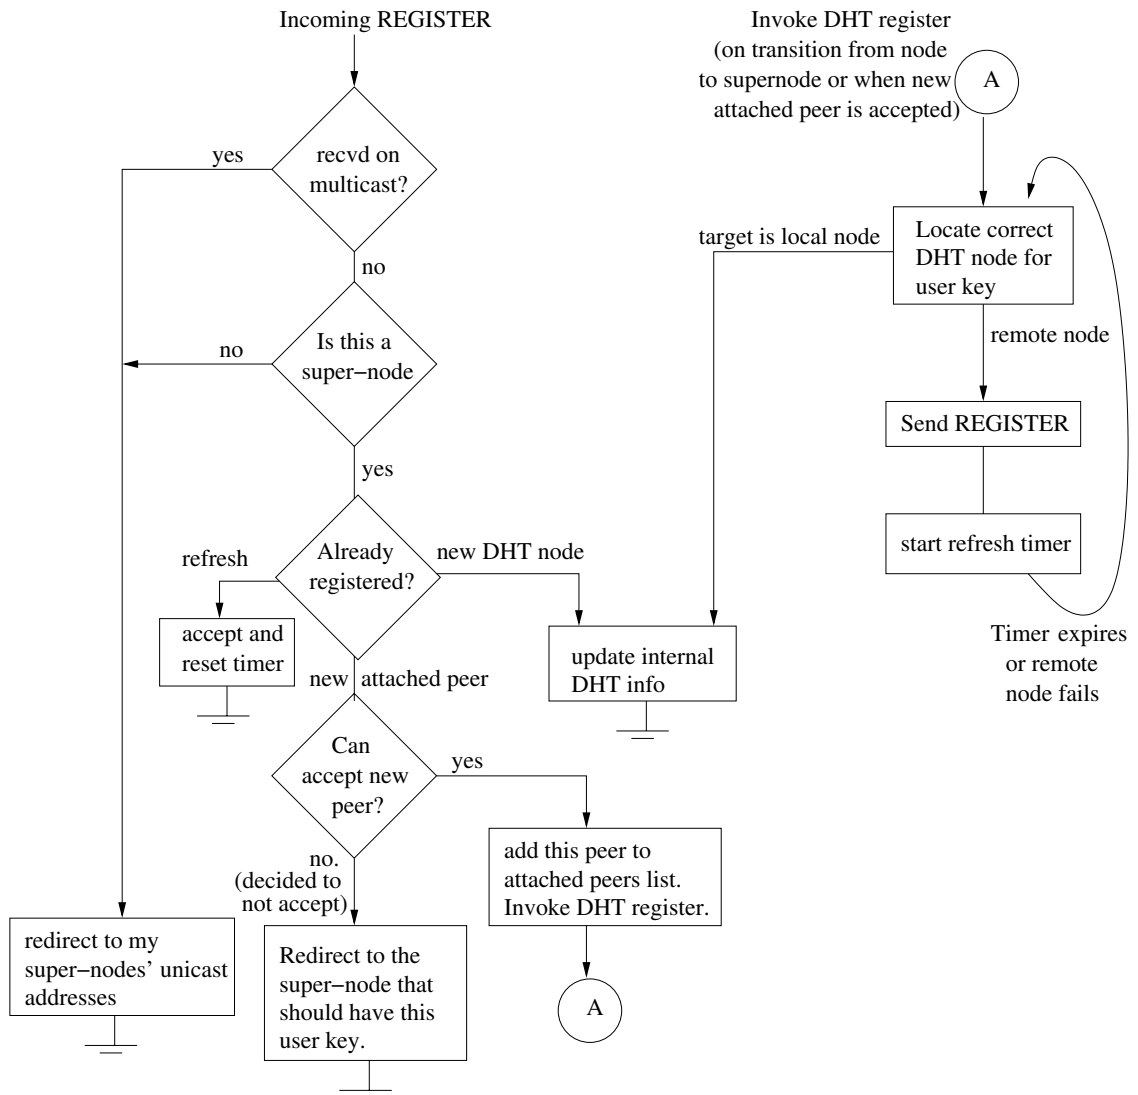 Incoming REGISTER
recvd on
multicast?
yes
no
Is this a
super−node
no
yes
Already
registered?
refresh
new DHT node
accept and
reset timer
new attached peer
update internal
DHT info
Can
accept new
peer?
yes
no.
(decided to
not accept)
add this peer to
attached peers list.
Invoke DHT register.
A
redirect to my
super−nodes' unicast
addresses
Redirect to the
super−node that
should have this
user key.
Invoke DHT register
(on transition from node
to supernode or when new
attached peer is accepted)
A
Locate correct
DHT node for
user key
target is local node
remote node
Send REGISTER
start refresh timer
Timer expires
or remote
node fails